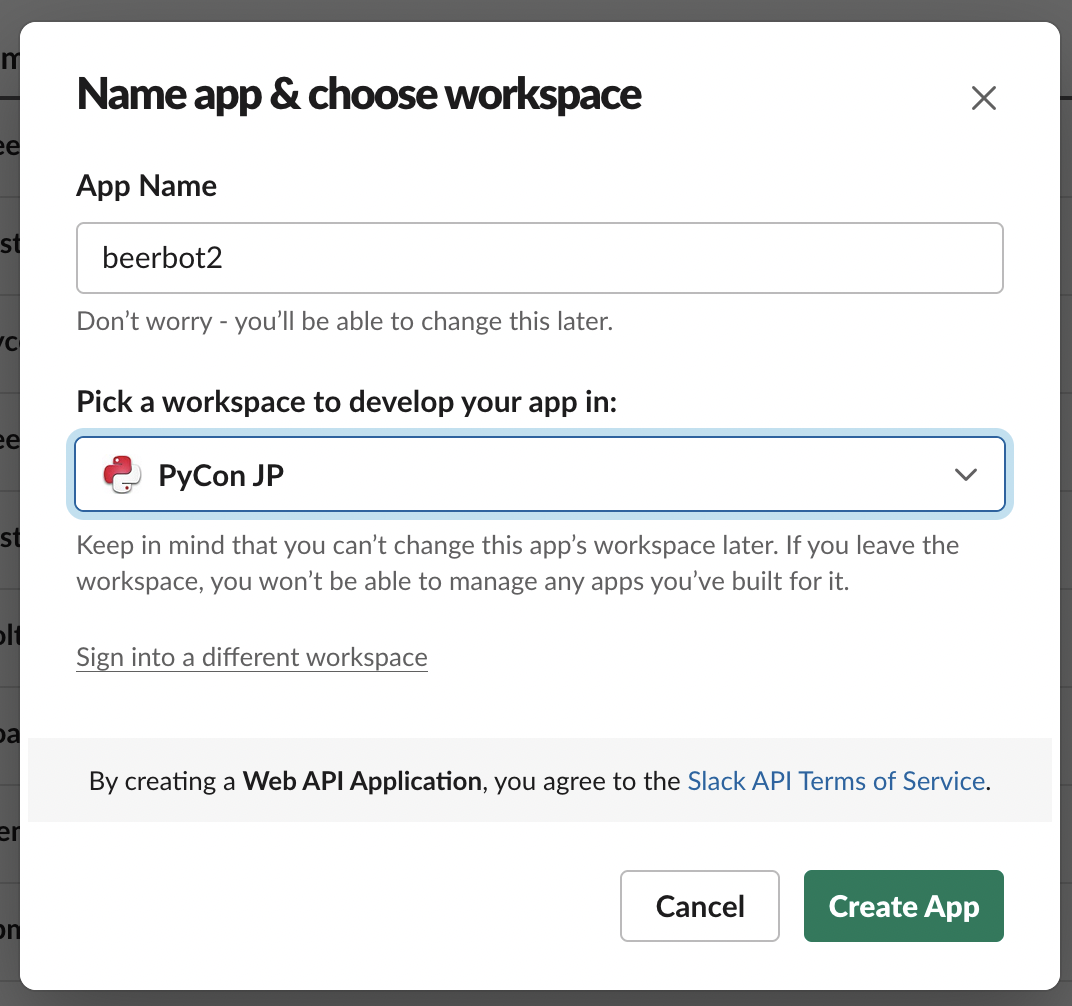 Name app & choose workspace
App Name
beerbot2
Don't worry - you'll be able to change this later.
Pick a workspace to develop your app in:
PyCon JP
Keep in mind that you can't change this app's workspace later. If you leave the
workspace, you won't be able to manage any apps you've built for it.
Sign into a different workspace
By creating a Web API Application, you agree to the Slack API Terms of Service.
Cancel
Create App